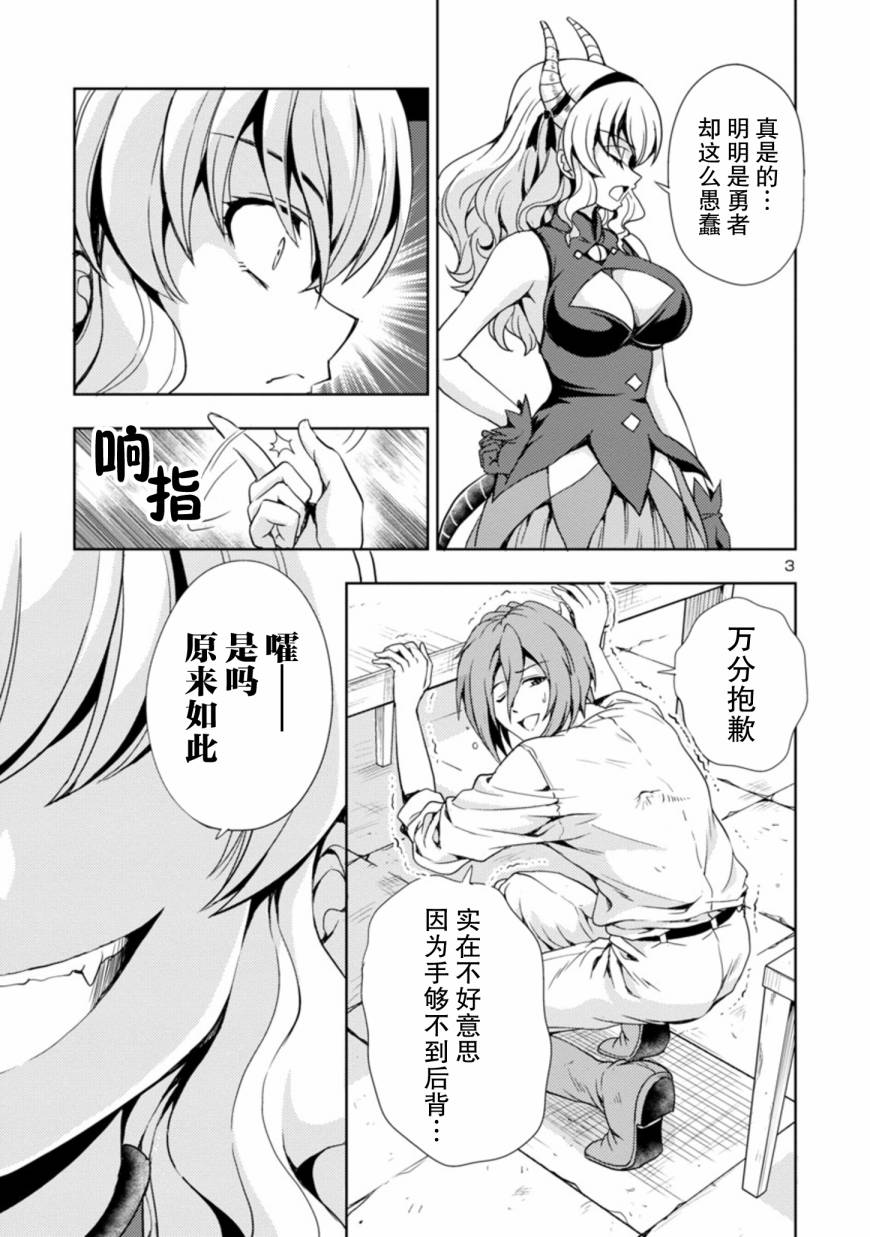 真是的…
明明是勇者
却这么愚蠢
响指
3
万分抱歉
实在不好意思
因为手够不到后背…
嚯——
是吗
原来如此